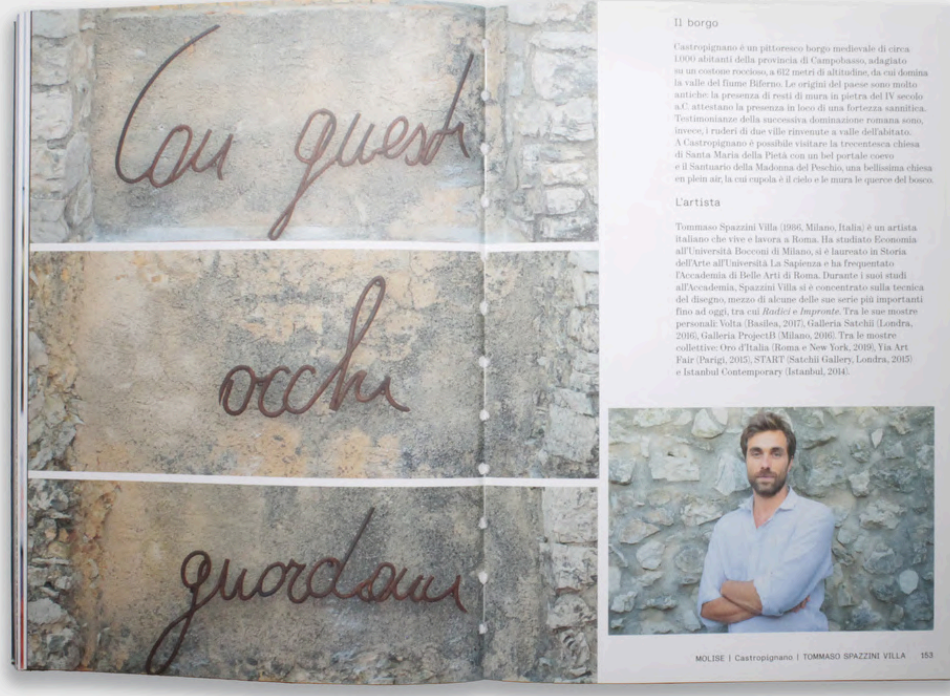 Con questi
occhi
guardami
Il borgo
Castropignano è un pittoresco borgo medievale di circa
1.000 abitanti della provincia di Campobasso, adagiato
su un costone roccioso, a 612 metri di altitudine, da cui domina
la valle del fiume Biferno. Le origini del paese sono molto
antiche: la presenza di resti di mura in pietra del IV secolo
a.C. attestano la presenza in loco di una fortezza sannitica.
Testimonianze della successiva dominazione romana sono,
invece, i ruderi di due ville rinvenute a valle dell'abitato.
A Castropignano è possibile visitare la trecentesca chiesa
di Santa Maria della Pietà con un bel portale coevo
e il Santuario della Madonna del Peschio, una bellissima chiesa
en plein air, la cui cupola è il cielo e le mura le querce del bosco.
L'artista
Tommaso Spazzini Villa (1986, Milano, Italia) è un artista
italiano che vive e lavora a Roma. Ha studiato Economia
all'Università Bocconi di Milano, si è laureato in Storia
dell'Arte all'Università La Sapienza e ha frequentato
l'Accademia di Belle Arti di Roma. Durante i suoi studi
all'Accademia, Spazzini Villa si è concentrato sulla tecnica
del disegno, mezzo di alcune delle sue serie più importanti
fino ad oggi, tra cui Radici e Impronte. Tra le sue mostre
personali: Volta (Basilea, 2017), Galleria Satchii (Londra,
2016), Galleria ProjectB (Milano, 2016). Tra le mostre
collettive: Oro d'Italia (Roma e New York, 2019), Yia Art
Fair (Parigi, 2015), START (Satchii Gallery, Londra, 2015)
e Istanbul Contemporary (Istanbul, 2014).
MOLISE | Castropignano | TOMMASO SPAZZINI VILLA 153